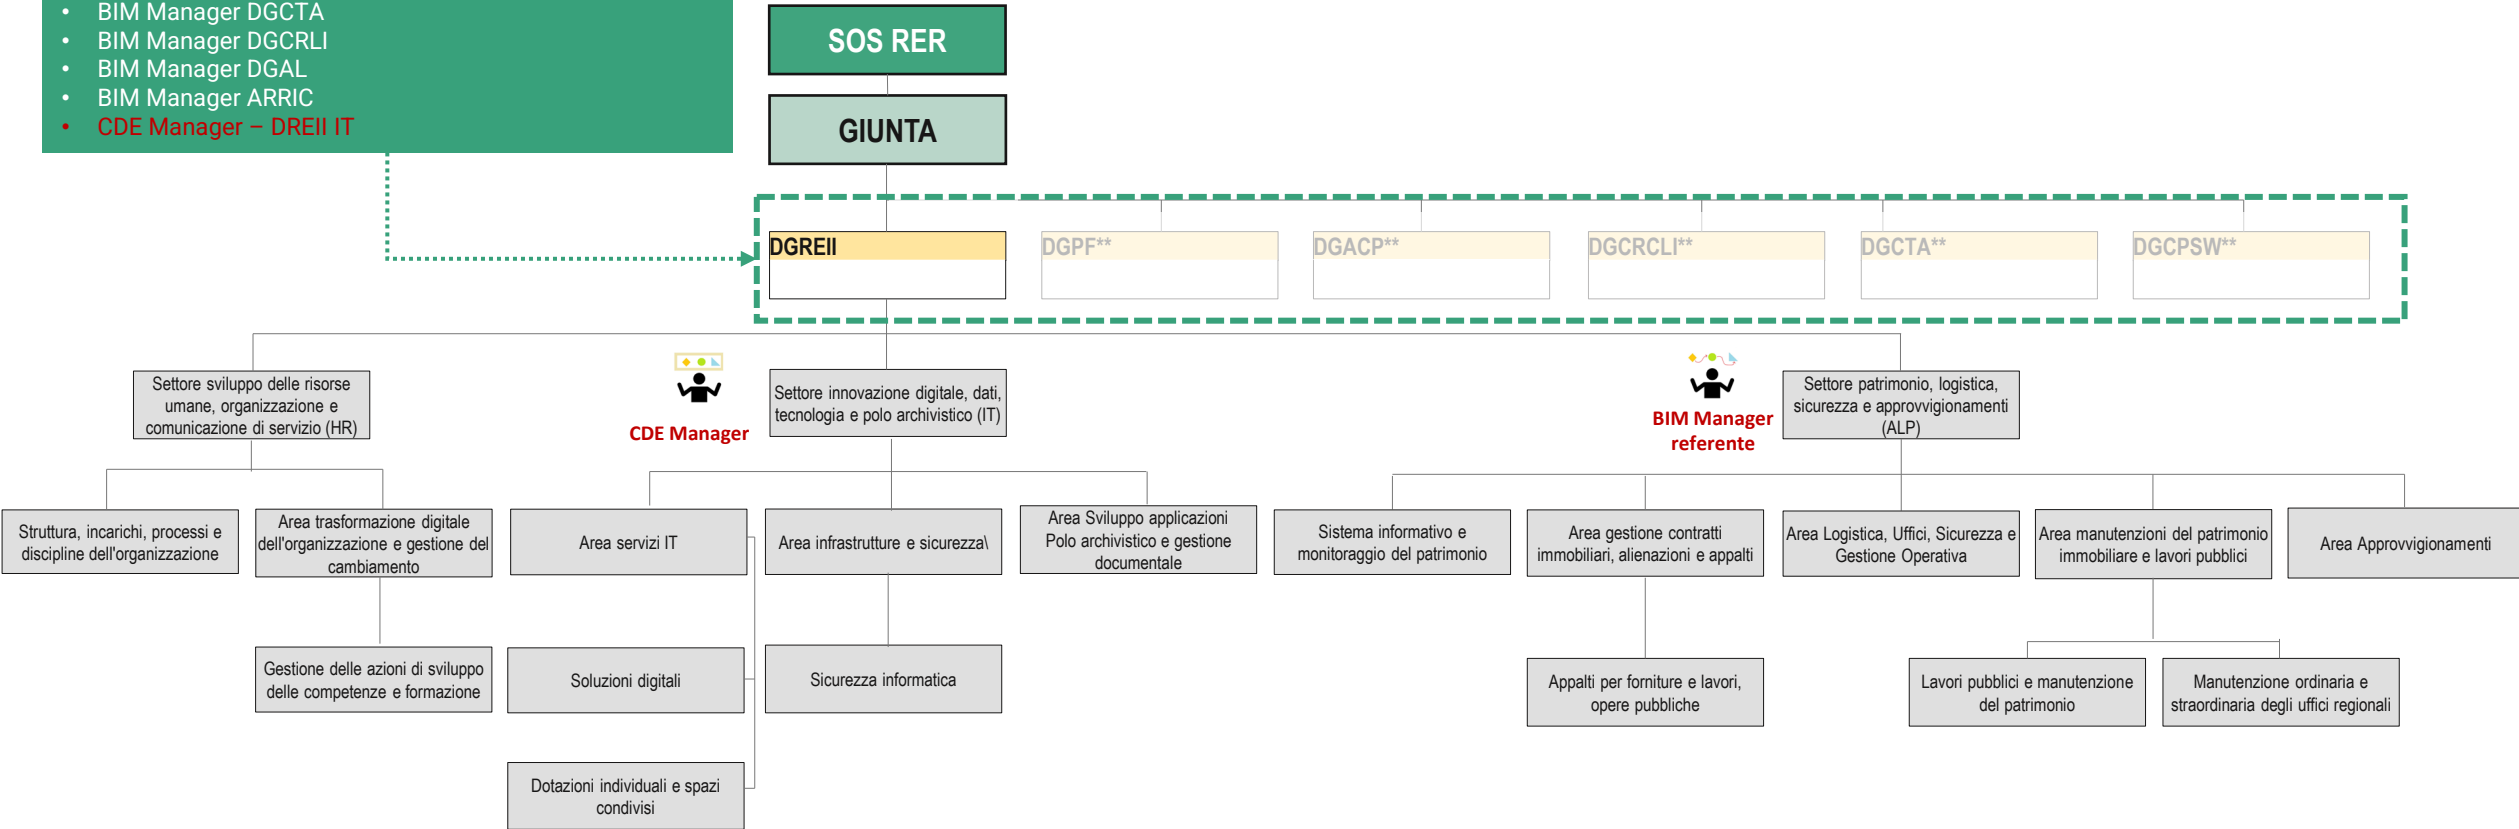 • BIM Manager DGCTA
• BIM Manager DGCRLI
• BIM Manager DGAL
• BIM Manager ARRIC
• CDE Manager – DREII IT
SOS RER
GIUNTA
DGREII
DGPF**
DGACP**
DGCRCLI**
DGCTA**
DGCPSW**
Settore sviluppo delle risorse
umane, organizzazione e
comunicazione di servizio (HR)
CDE Manager
Settore innovazione digitale, dati,
tecnologia e polo archivistico (IT)
BIM Manager
referente
Settore patrimonio, logistica,
sicurezza e approvvigionamenti
(ALP)
Struttura, incarichi, processi e
discipline dell'organizzazione
Area trasformazione digitale
dell'organizzazione e gestione del
cambiamento
Area servizi IT
Area infrastrutture e sicurezza\
Area Sviluppo applicazioni
Polo archivistico e gestione
documentale
Sistema informativo e
monitoraggio del patrimonio
Area gestione contratti
immobiliari, alienazioni e appalti
Area Logistica, Uffici, Sicurezza e
Gestione Operativa
Area manutenzioni del patrimonio
immobiliare e lavori pubblici
Area Approvvigionamenti
Gestione delle azioni di sviluppo
delle competenze e formazione
Soluzioni digitali
Sicurezza informatica
Appalti per forniture e lavori,
opere pubbliche
Lavori pubblici e manutenzione
del patrimonio
Manutenzione ordinaria e
straordinaria degli uffici regionali
Dotazioni individuali e spazi
condivisi